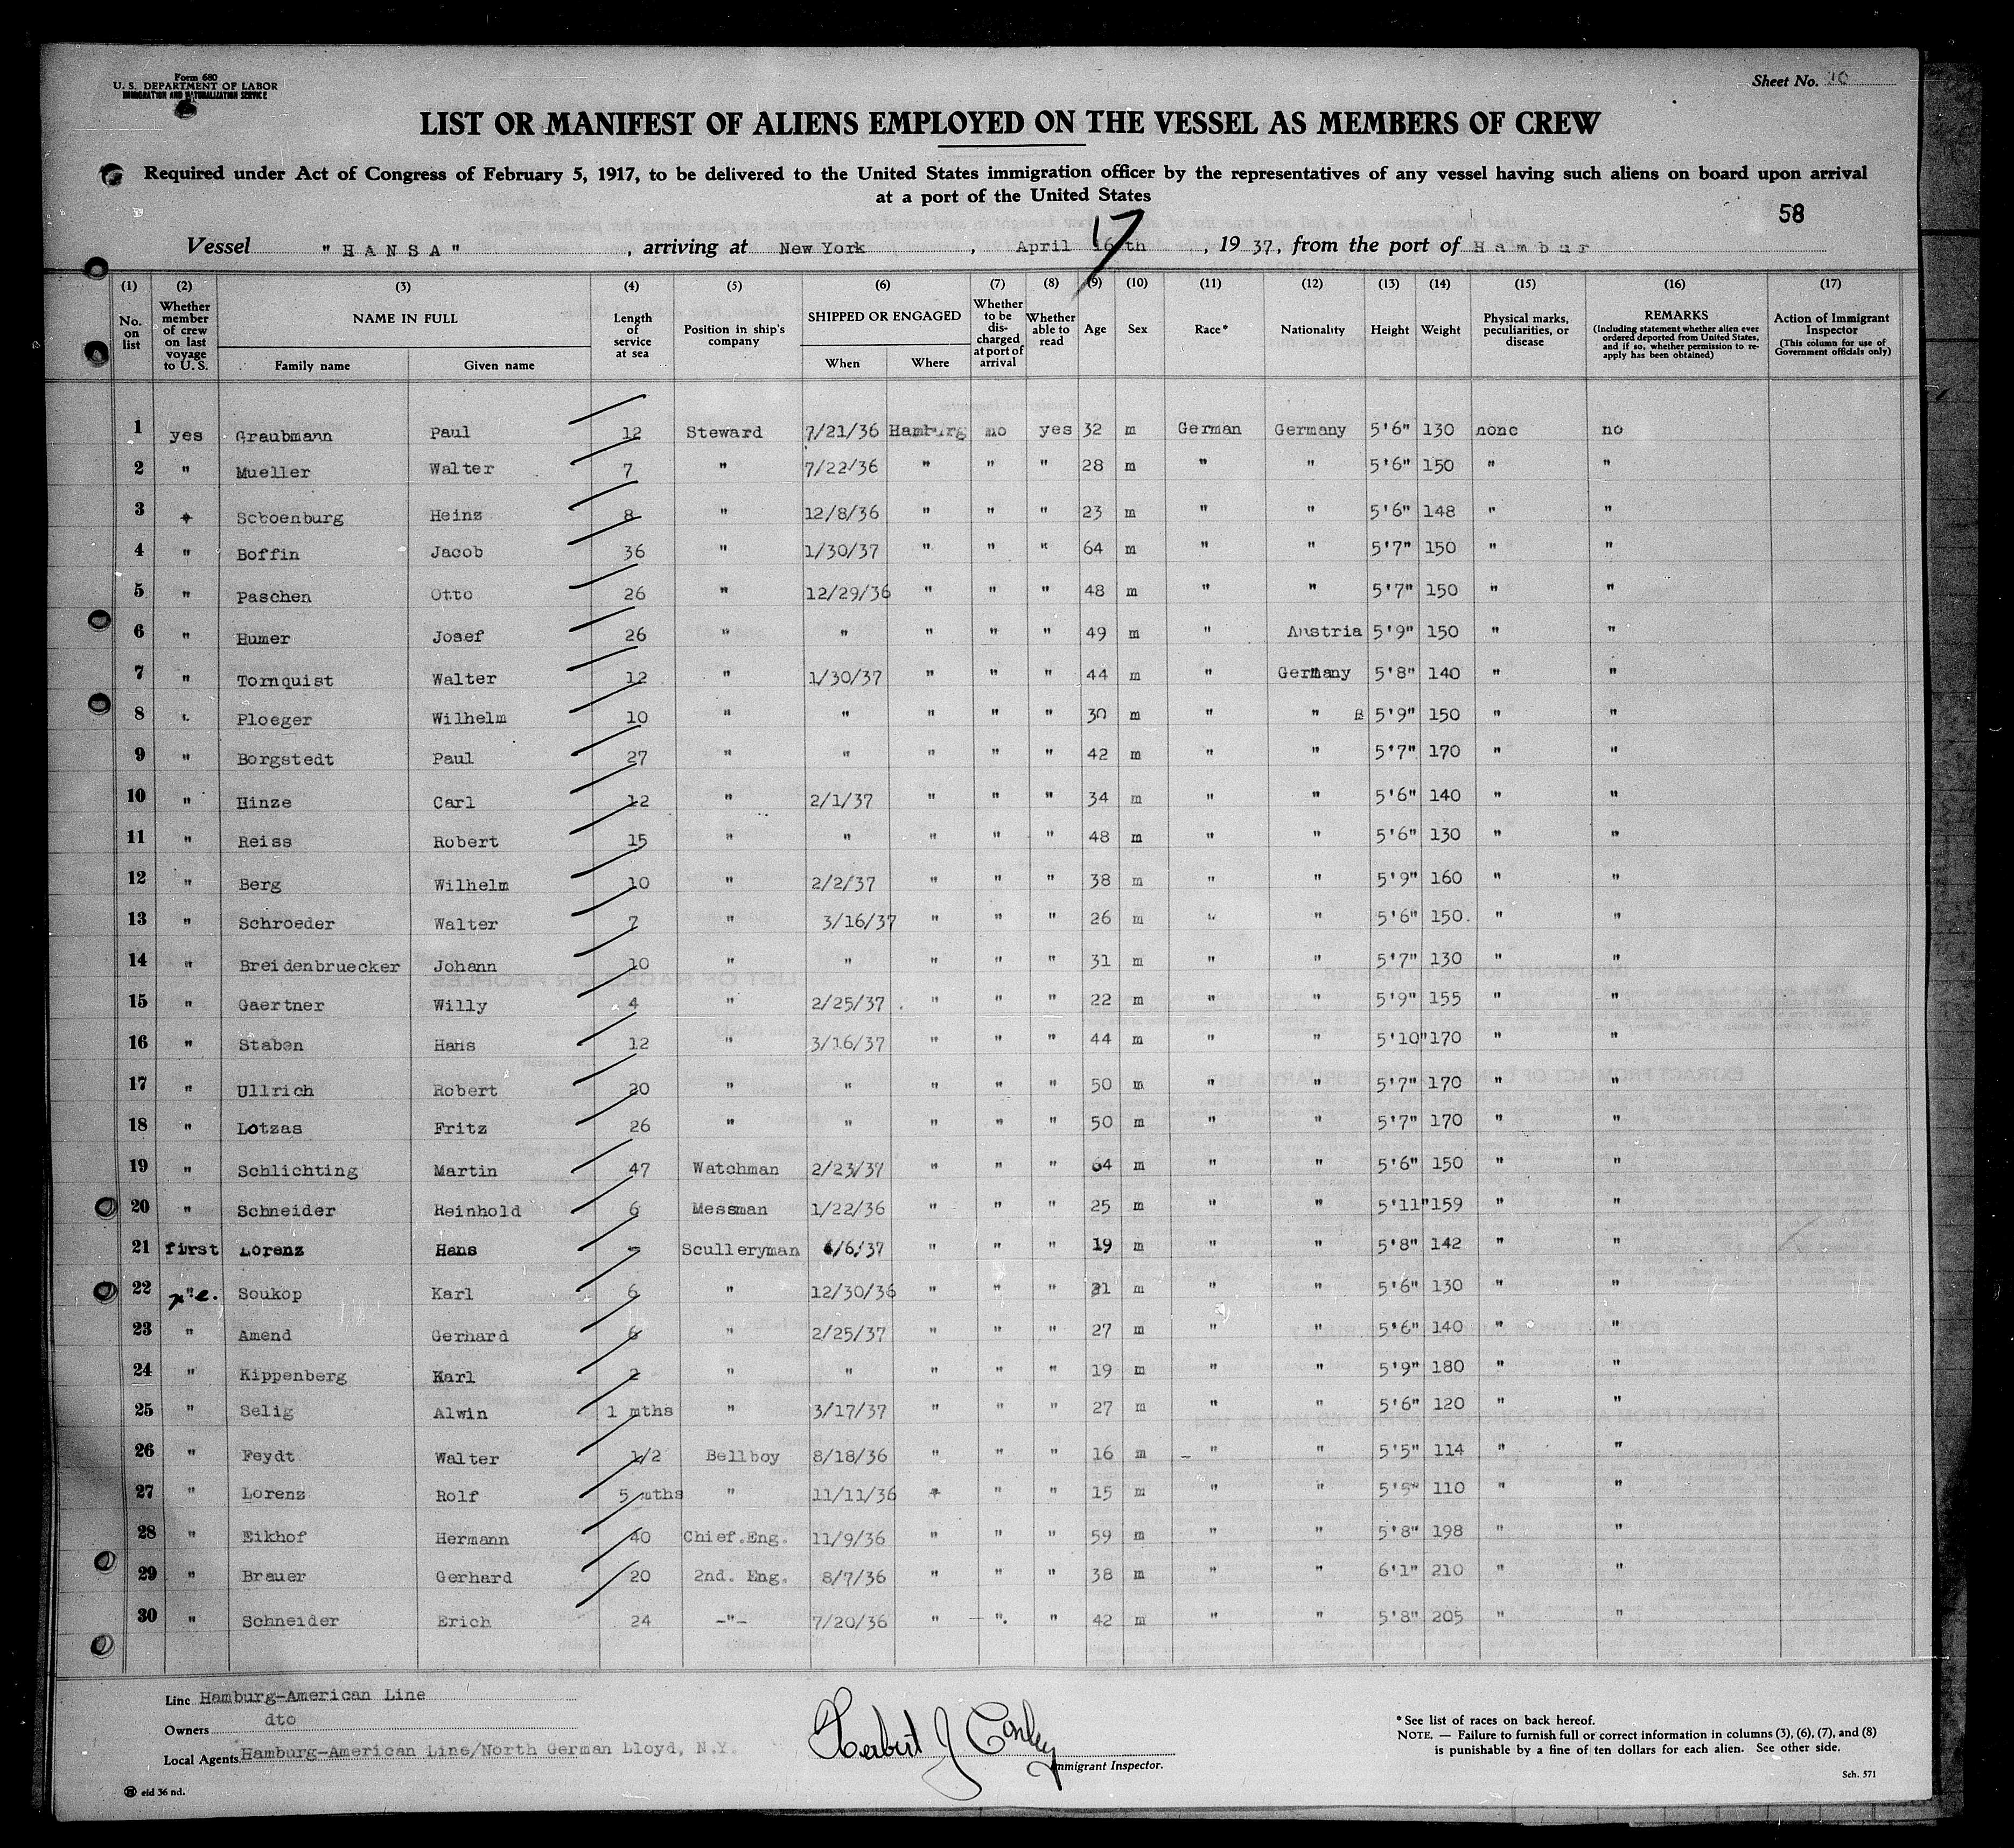 Form 680
U. S. DEPARTMENT OF LABOR
IMMIGRATION AND NATURALIZATION SERVICE
Sheet No. 10
LIST OR MANIFEST OF ALIENS EMPLOYED ON THE VESSEL AS MEMBERS OF CREW
Required under Act of Congress of February 5, 1917, to be delivered to the United States immigration officer by the representatives of any vessel having such aliens on board upon arrival
at a port of the United States
58
17
Vessel "HANSA", arriving at New York, April 16th, 1937, from the port of Hambur
(1) No. on list (2) Whether member of crew on last voyage to U. S. (3) NAME IN FULL Family name Given name (4) Length of service at sea (5) Position in ship's company (6) SHIPPED OR ENGAGED When Where (7) Whether to be discharged at port of arrival (8) Whether able to read (9) Age (10) Sex (11) Race* (12) Nationality (13) Height (14) Weight (15) Physical marks, peculiarities, or disease (16) REMARKS (Including statement whether alien ever ordered deported from United States, and if so, whether permission to reapply has been obtained) (17) Action of Immigrant Inspector (This column for use of Government officials only)
1 yes Graubmann Paul 12 Steward 7/21/36 Hamburg no yes 32 m German Germany 5'6" 130 none no
2 " Mueller Walter 7 " 7/22/36 " " " 28 m " " 5'6" 150 " "
3 " Schoenburg Heinz 8 " 12/8/36 " " " 23 m " " 5'6" 148 " "
4 " Boffin Jacob 36 " 1/30/37 " " " 64 m " " 5'7" 150 " "
5 " Paschen Otto 26 " 12/29/36 " " " 48 m " " 5'7" 150 " "
6 " Humer Josef 26 " " " " " 49 m " Austria 5'9" 150 " "
7 " Tornquist Walter 12 " 1/30/37 " " " 44 m " Germany 5'8" 140 " "
8 " Ploeger Wilhelm 10 " " " " " 30 m " " 5'9" 150 " "
9 " Borgstedt Paul 27 " " " " " 42 m " " 5'7" 170 " "
10 " Hinze Carl 12 " 2/1/37 " " " 34 m " " 5'6" 140 " "
11 " Reiss Robert 15 " " " " " 48 m " " 5'6" 130 " "
12 " Berg Wilhelm 10 " 2/2/37 " " " 38 m " " 5'9" 160 " "
13 " Schroeder Walter 7 " 3/16/37 " " " 26 m " " 5'6" 150. " "
14 " Breidenbruecker Johann 10 " " " " " 31 m " " 5'7" 130 " "
15 " Gaertner Willy 4 " 2/25/37 " " " 22 m " " 5'9" 155 " "
16 " Staben Hans 12 " 3/16/37 " " " 44 m " " 5'10" 170 " "
17 " Ullrich Robert 20 " " " " " 50 m " " 5'7" 170 " "
18 " Lotzas Fritz 26 " " " " " 50 m " " 5'7" 170 " "
19 " Schlichting Martin 47 Watchman 2/23/37 " " " 64 m " " 5'6" 150 " "
20 " Schneider Reinhold 6 Messman 1/22/36 " " " 25 m " " 5'11" 159 " "
21 first Lorenz Hans - Sculleryman 4/6/37 " " " 19 m " " 5'8" 142 " "
22 " Soukop Karl 6 " 12/30/36 " " " 31 m " " 5'6" 130 " "
23 " Amend Gerhard 6 " 2/25/37 " " " 27 m " " 5'6" 140 " "
24 " Kippenberg Karl 2 " " " " " 19 m " " 5'9" 180 " "
25 " Selig Alwin 1 mths " 3/17/37 " " " 27 m " " 5'6" 120 " "
26 " Feydt Walter 1/2 Bellboy 8/18/36 " " " 16 m " " 5'5" 114 " "
27 " Lorenz Rolf 5 mths " 11/11/36 " " " 15 m " " 5'5" 110 " "
28 " Eikhof Hermann 40 Chief.Eng. 11/9/36 " " " 59 m " " 5'8" 198 " "
29 " Brauer Gerhard 20 2nd. Eng. 8/7/36 " " " 38 m " " 6'1" 210 " "
30 " Schneider Erich 24 -"- 7/20/36 " ". " 42 m " " 5'8" 205 " "
Line Hamburg-American Line
Owners dto
Local Agents Hamburg-American Line/North German Lloyd, N.Y.
Herbert J Conley
Immigrant Inspector.
*See list of races on back hereof.
NOTE. — Failure to furnish full or correct information in columns (3), (6), (7), and (8)
is punishable by a fine of ten dollars for each alien. See other side.
Sch. 571
eid 36 nd.